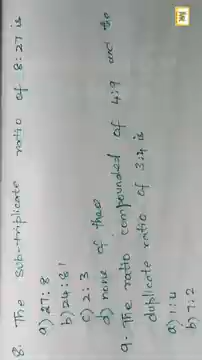 8. The sub-triplicate ratio of 8:27 is
a) 27:8
b) 24:81
c) 2:3
d) none of these
9. The ratio compounded of 4:9 and the
duplicate ratio of 3:4 is
a) 1:4
b) 7:2